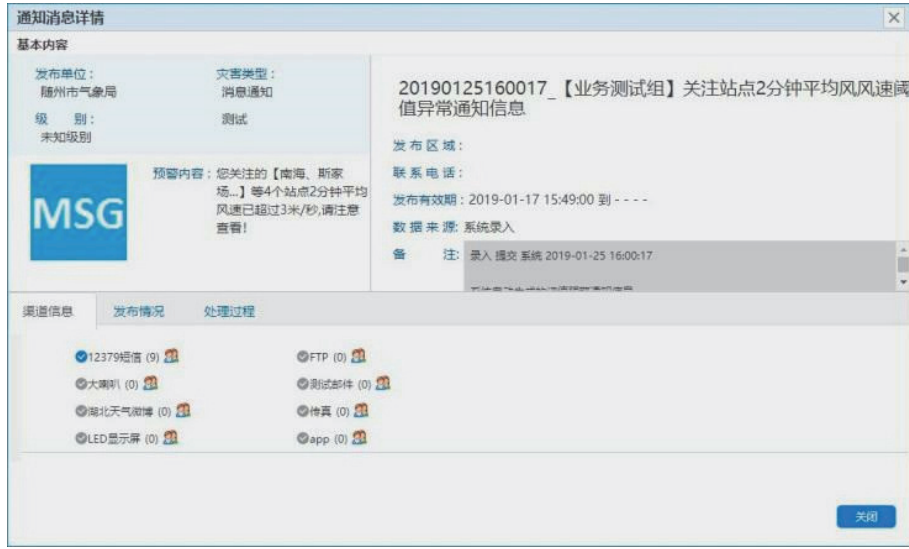 通知消息详情
基本内容
发布单位：
随州市气象局
灾害类型：
消息通知
级 别：
未知级别
测试
MSG
预警内容：您关注的【南海、斯家
场...】等4个站点2分钟平均
风速已超过3米/秒,请注意
查看！
20190125160017_【业务测试组】关注站点2分钟平均风风速阈
值异常通知信息
发布区域：
联系电话：
发布有效期：2019-01-17 15:49:00 到 - - - -
数据来源: 系统录入
备 注: 录入 提交 系统 2019-01-25 16:00:17
渠道信息 发布情况 处理过程
12379短信 (9) FTP (0)
大喇叭 (0) 测试邮件 (0)
湖北天气微博 (0) 传真 (0)
LED显示屏 (0) app (0)
关闭